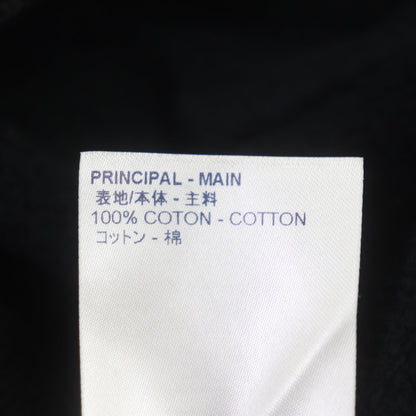 PRINCIPAL - MAIN
表地/本体 - 主料
100% COTON - COTTON
コットン - 棉